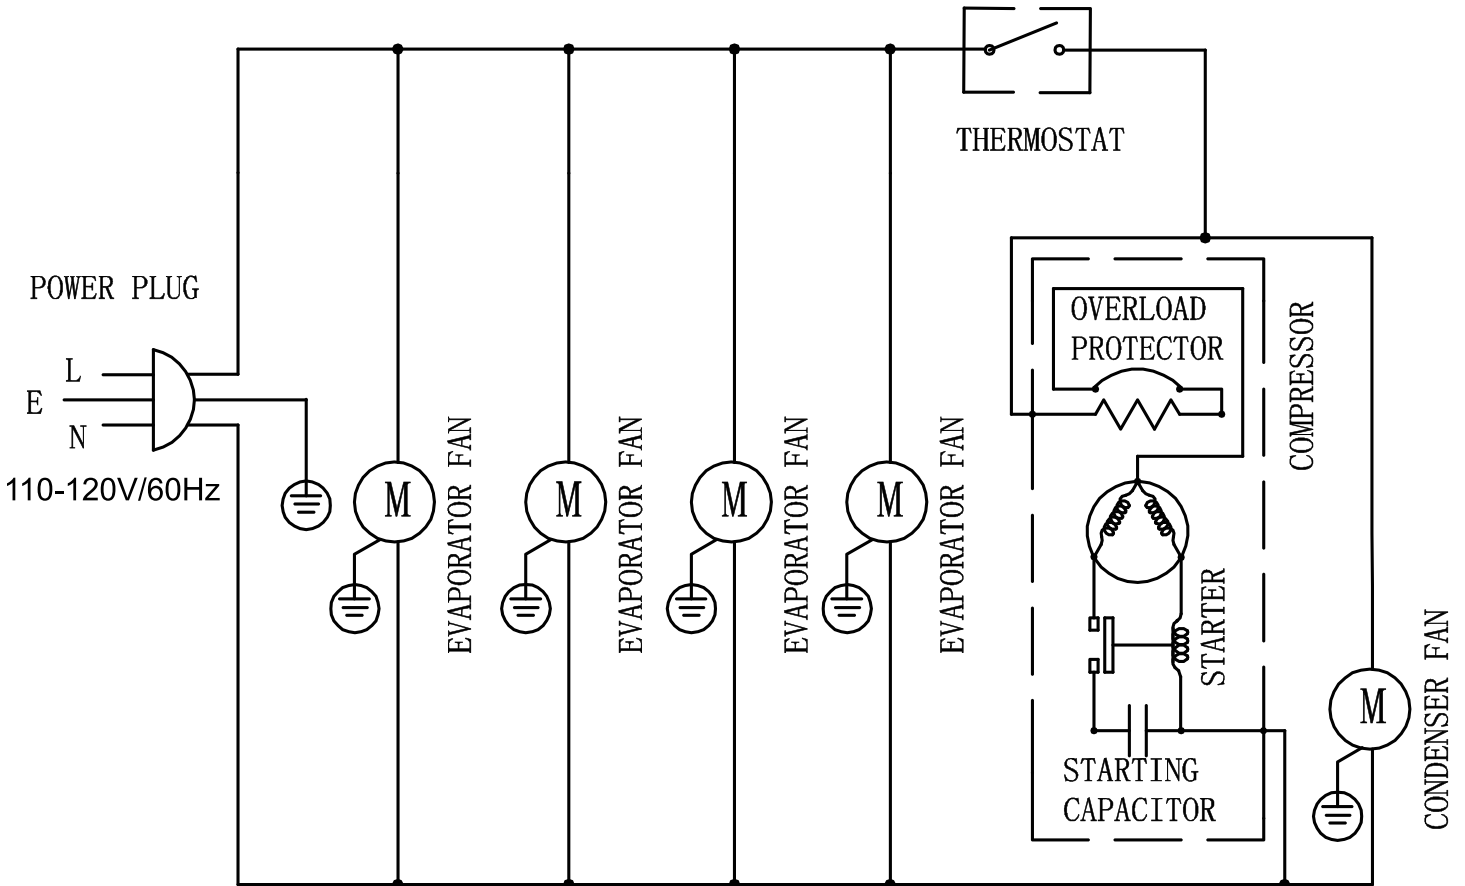 THERMOSTAT
POWER PLUG
L
E
N
110-120V/60Hz
M
EVAPORATOR FAN
M
EVAPORATOR FAN
M
EVAPORATOR FAN
M
EVAPORATOR FAN
OVERLOAD
PROTECTOR
COMPRESSOR
STARTER
STARTING
CAPACITOR
M
CONDENSER FAN